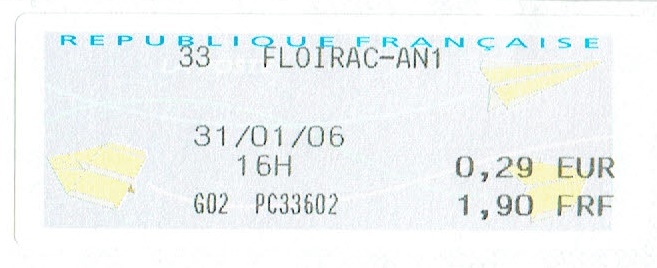 REPUBLIQUE FRANÇAISE
33 FLOIRAC-AN1
31/01/06
16H 0,29 EUR
G02 PC33602 1,90 FRF